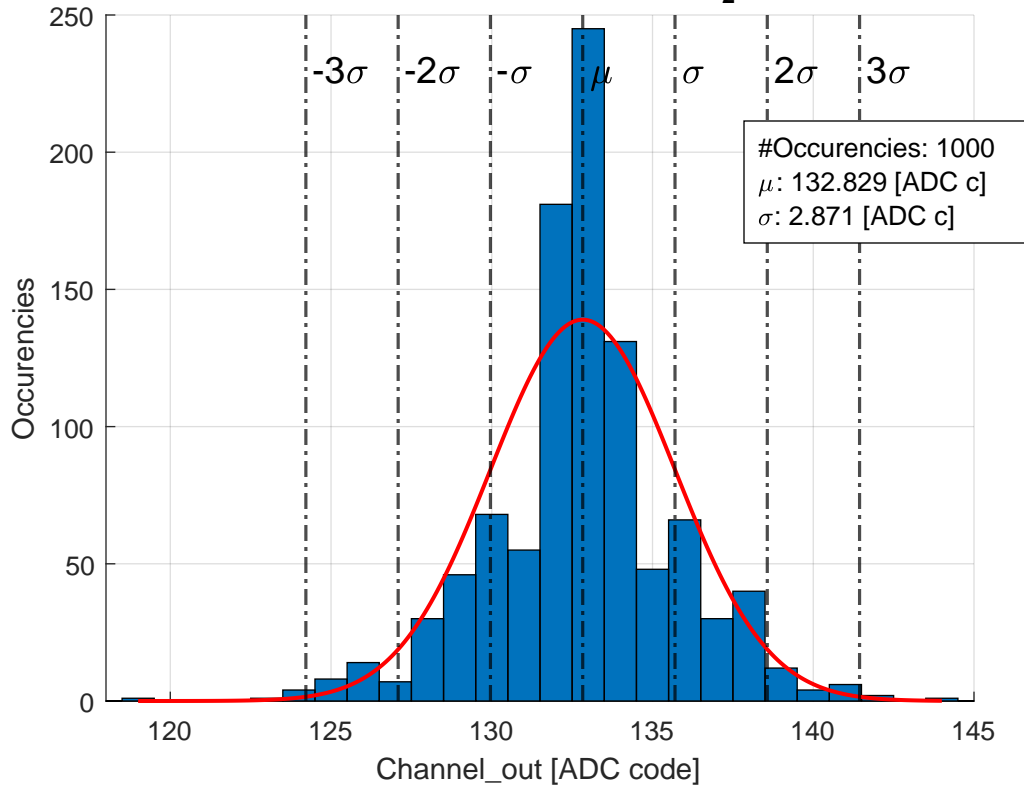 250
200
150
100
50
0
-3σ
-2σ
-σ
μ
σ
2σ
3σ
#Occurencies: 1000
μ: 132.829 [ADC c]
σ: 2.871 [ADC c]
Occurencies
120
125
130
135
140
145
Channel_out [ADC code]